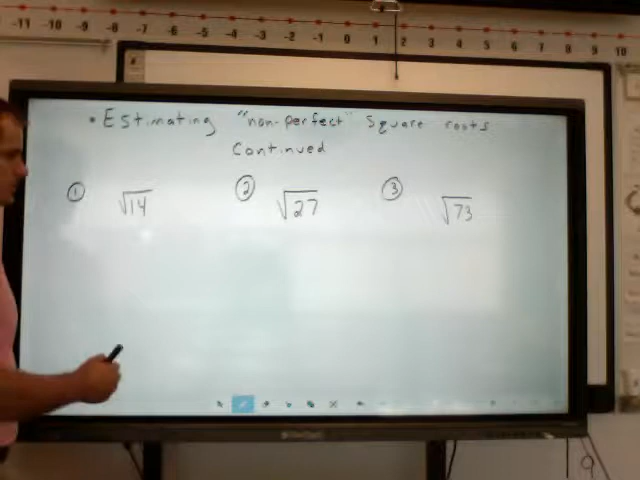 -11 -10 -9 -8 -7 -6 -5 -4 -3 -2 -1 0 1 2 3 4 5 6 7 8 9 10
• Estimating "non-perfect" square roots
Continued
① √14 ② √27 ③ √73